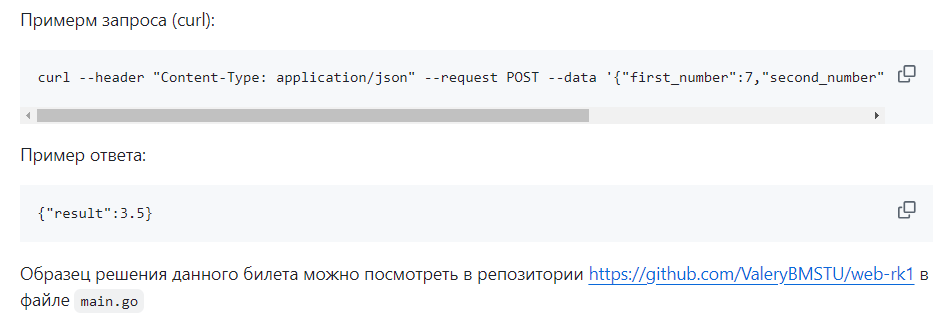 Примерм запроса (curl):
curl --header "Content-Type: application/json" --request POST --data '{"first_number":7,"second_number"
Пример ответа:
{"result":3.5}
Образец решения данного билета можно посмотреть в репозитории https://github.com/ValeryBMSTU/web-rk1 в
файле main.go